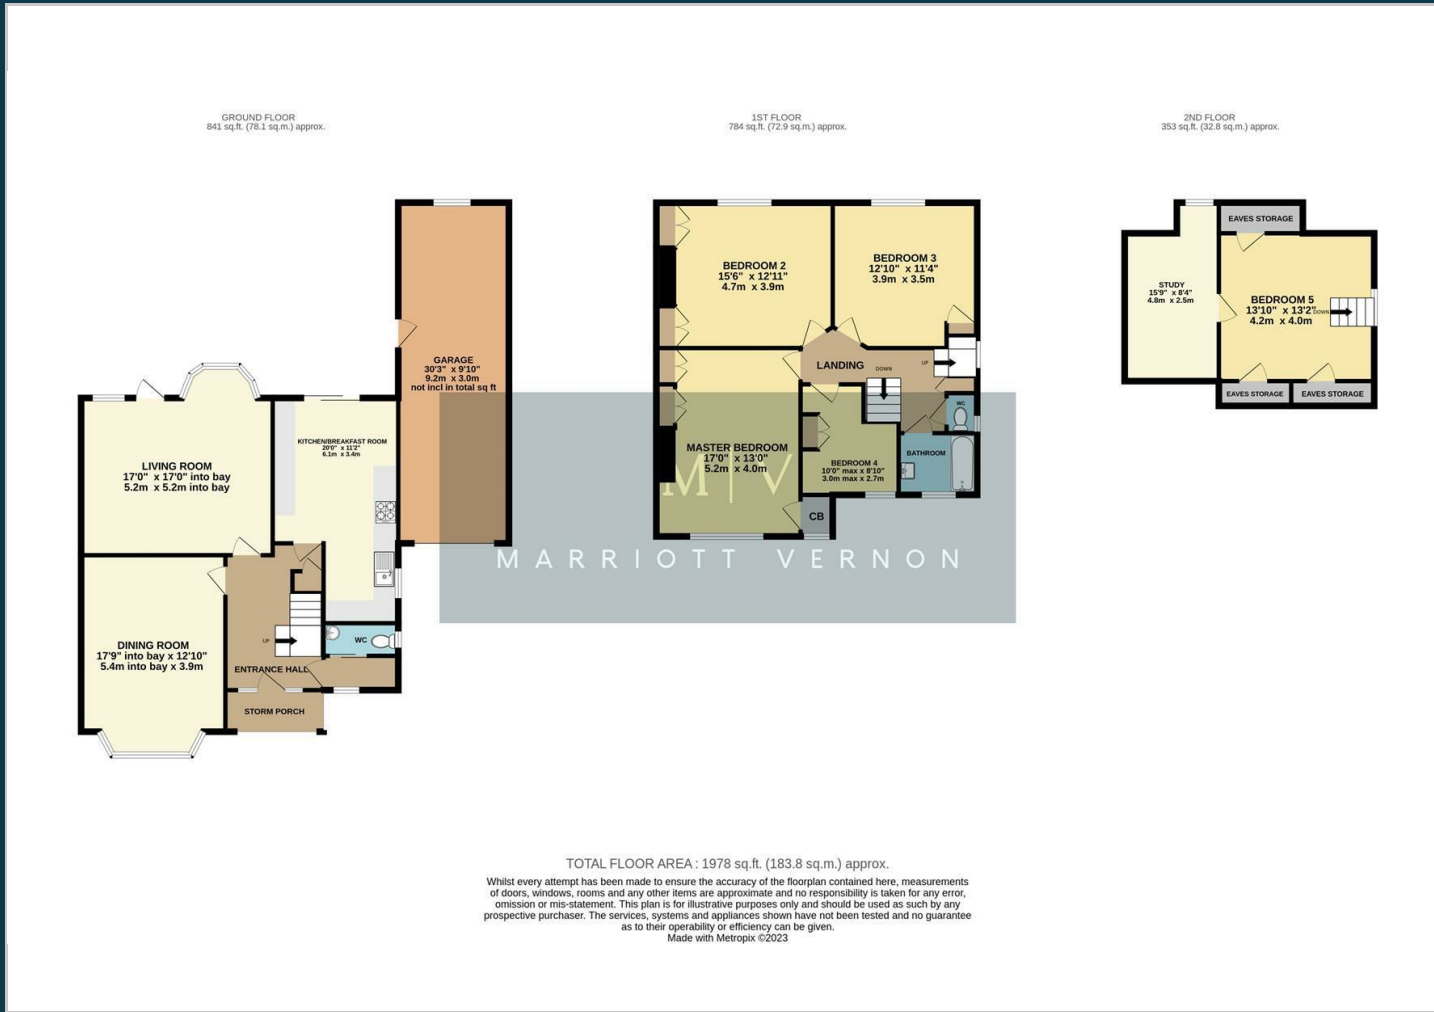 GROUND FLOOR
841 sq.ft. (78.1 sq.m.) approx.
1ST FLOOR
784 sq.ft. (72.9 sq.m.) approx.
2ND FLOOR
353 sq.ft. (32.8 sq.m.) approx.
GARAGE
30'3" x 9'10"
9.2m x 3.0m
not incl in total sq ft
KITCHEN/BREAKFAST ROOM
20'0" x 11'2"
6.1m x 3.4m
LIVING ROOM
17'0" x 17'0" into bay
5.2m x 5.2m into bay
DINING ROOM
17'9" into bay x 12'10"
5.4m into bay x 3.9m
UP
WC
ENTRANCE HALL
STORM PORCH
BEDROOM 2
15'6" x 12'11"
4.7m x 3.9m
BEDROOM 3
12'10" x 11'4"
3.9m x 3.5m
LANDING
DOWN
UP
MASTER BEDROOM
17'0" x 13'0"
5.2m x 4.0m
BEDROOM 4
10'0" max x 8'10"
3.0m max x 2.7m
WC
BATHROOM
CB
EAVES STORAGE
STUDY
15'9" x 8'4"
4.8m x 2.5m
BEDROOM 5
13'10" x 13'2"
4.2m x 4.0m
DOWN
EAVES STORAGE
EAVES STORAGE
M|V
MARRIOTT VERNON
TOTAL FLOOR AREA : 1978 sq.ft. (183.8 sq.m.) approx.
Whilst every attempt has been made to ensure the accuracy of the floorplan contained here, measurements
of doors, windows, rooms and any other items are approximate and no responsibility is taken for any error,
omission or mis-statement. This plan is for illustrative purposes only and should be used as such by any
prospective purchaser. The services, systems and appliances shown have not been tested and no guarantee
as to their operability or efficiency can be given.
Made with Metropix ©2023